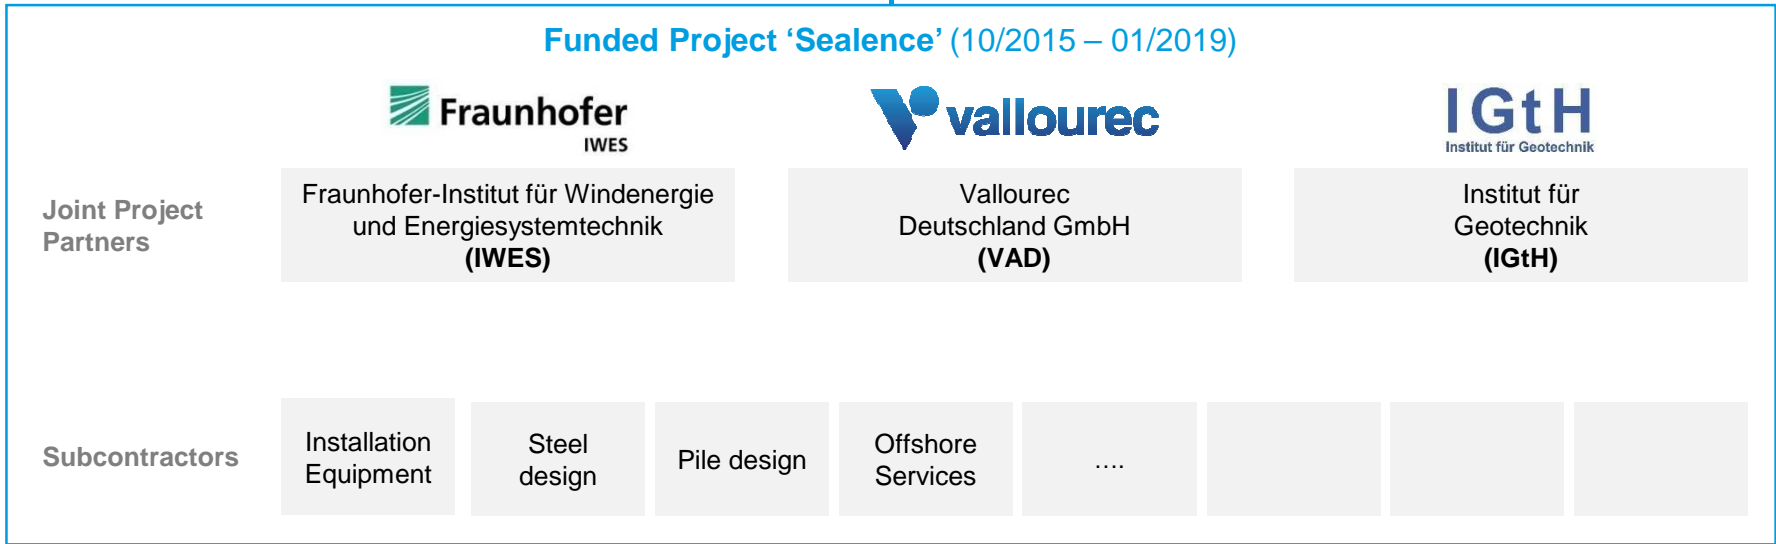 Funded Project ‘Sealence’ (10/2015 – 01/2019)
Fraunhofer
IWES
vallourec
IGtH
Institut für Geotechnik
Joint Project
Partners
Fraunhofer-Institut für Windenergie
und Energiesystemtechnik
(IWES)
Vallourec
Deutschland GmbH
(VAD)
Institut für
Geotechnik
(IGtH)
Subcontractors
Installation
Equipment
Steel
design
Pile design
Offshore
Services
….